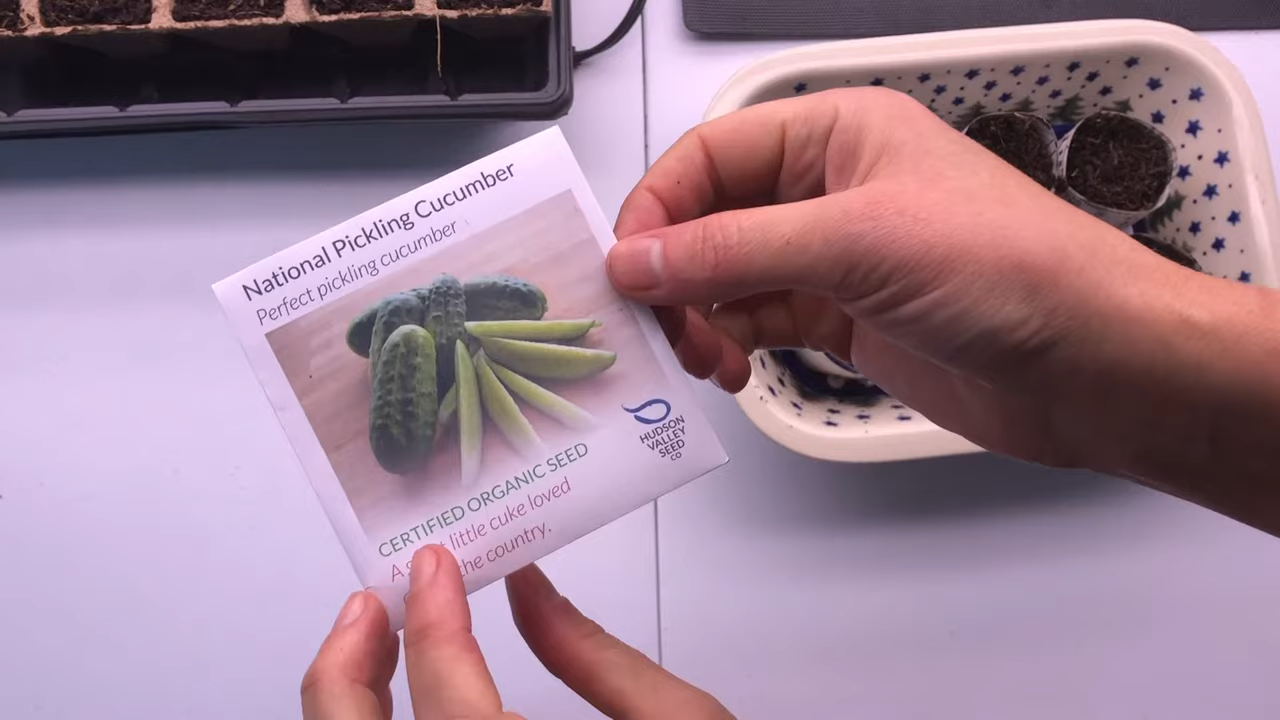 National Pickling Cucumber
Perfect pickling cucumber
HUDSON
VALLEY
SEED
CO
CERTIFIED ORGANIC SEED
A little cuke loved
the country.